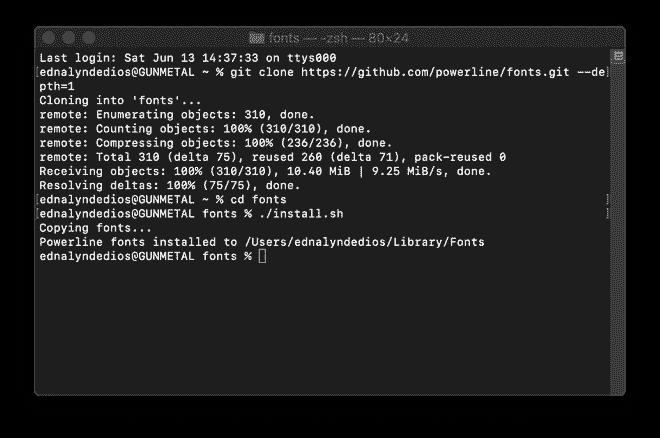 fonts — -zsh — 80×24
Last login: Sat Jun 13 14:37:33 on ttys000
[ednalyndedios@GUNMETAL ~ % git clone https://github.com/powerline/fonts.git --de]
pth=1
Cloning into 'fonts'...
remote: Enumerating objects: 310, done.
remote: Counting objects: 100% (310/310), done.
remote: Compressing objects: 100% (236/236), done.
remote: Total 310 (delta 75), reused 260 (delta 71), pack-reused 0
Receiving objects: 100% (310/310), 10.40 MiB | 9.25 MiB/s, done.
Resolving deltas: 100% (75/75), done.
[ednalyndedios@GUNMETAL ~ % cd fonts ]
[ednalyndedios@GUNMETAL fonts % ./install.sh ]
Copying fonts...
Powerline fonts installed to /Users/ednalyndedios/Library/Fonts
ednalyndedios@GUNMETAL fonts %